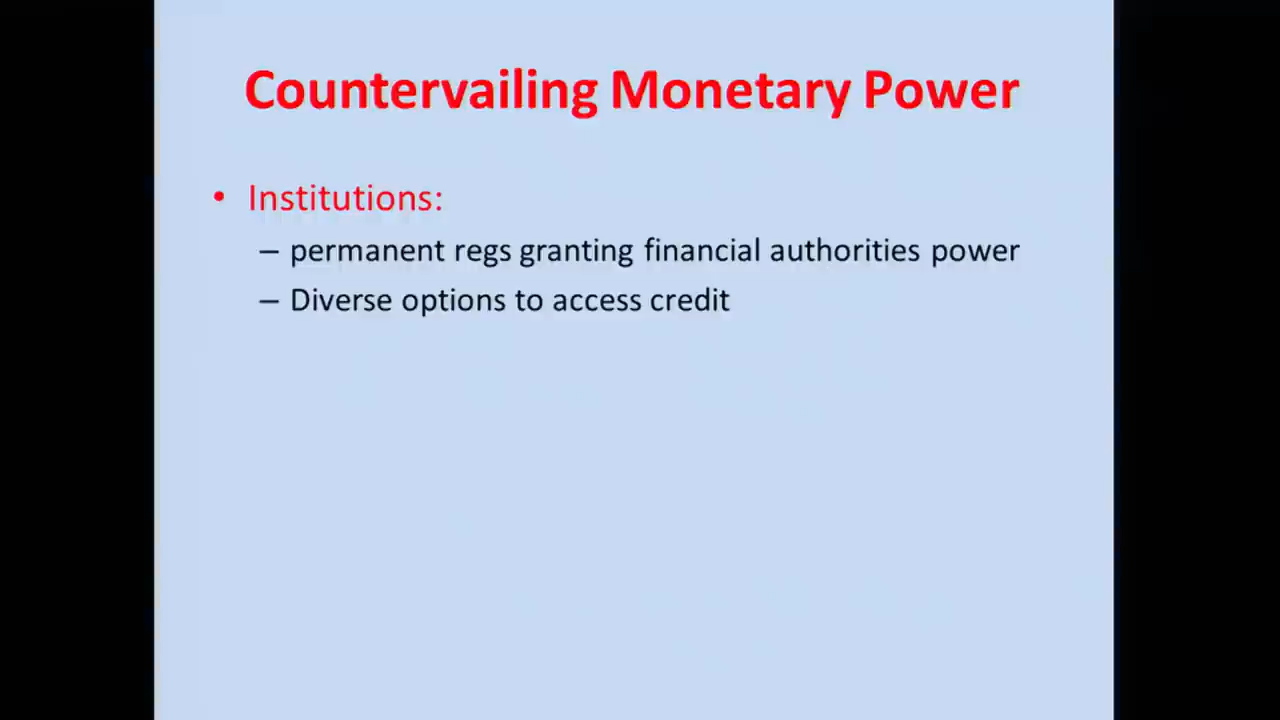 Countervailing Monetary Power
• Institutions:
– permanent regs granting financial authorities power
– Diverse options to access credit